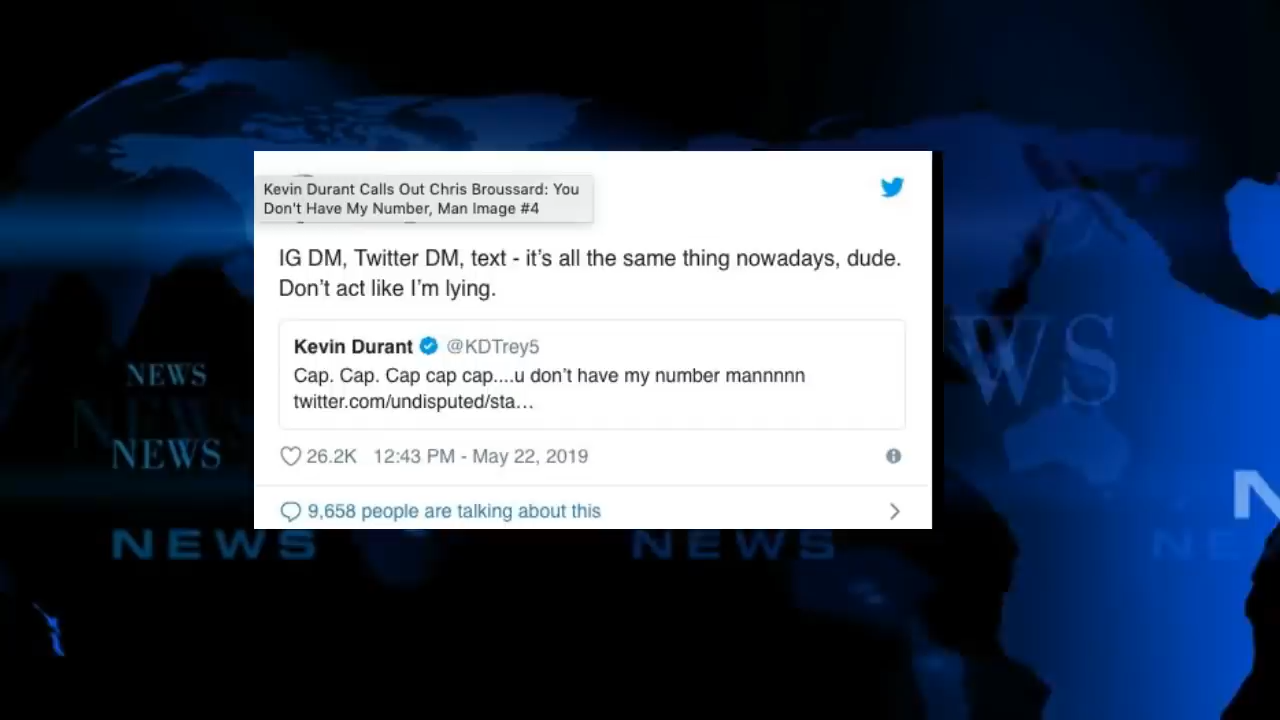 Kevin Durant Calls Out Chris Broussard: You
Don't Have My Number, Man Image #4
IG DM, Twitter DM, text - it’s all the same thing nowadays, dude.
Don’t act like I’m lying.
Kevin Durant @KDTrey5
Cap. Cap. Cap cap cap....u don’t have my number mannnnn
twitter.com/undisputed/sta…
26.2K 12:43 PM - May 22, 2019
9,658 people are talking about this
NEWS
NEWS
NEWS
WS
N
NEWS
NEWS
NE